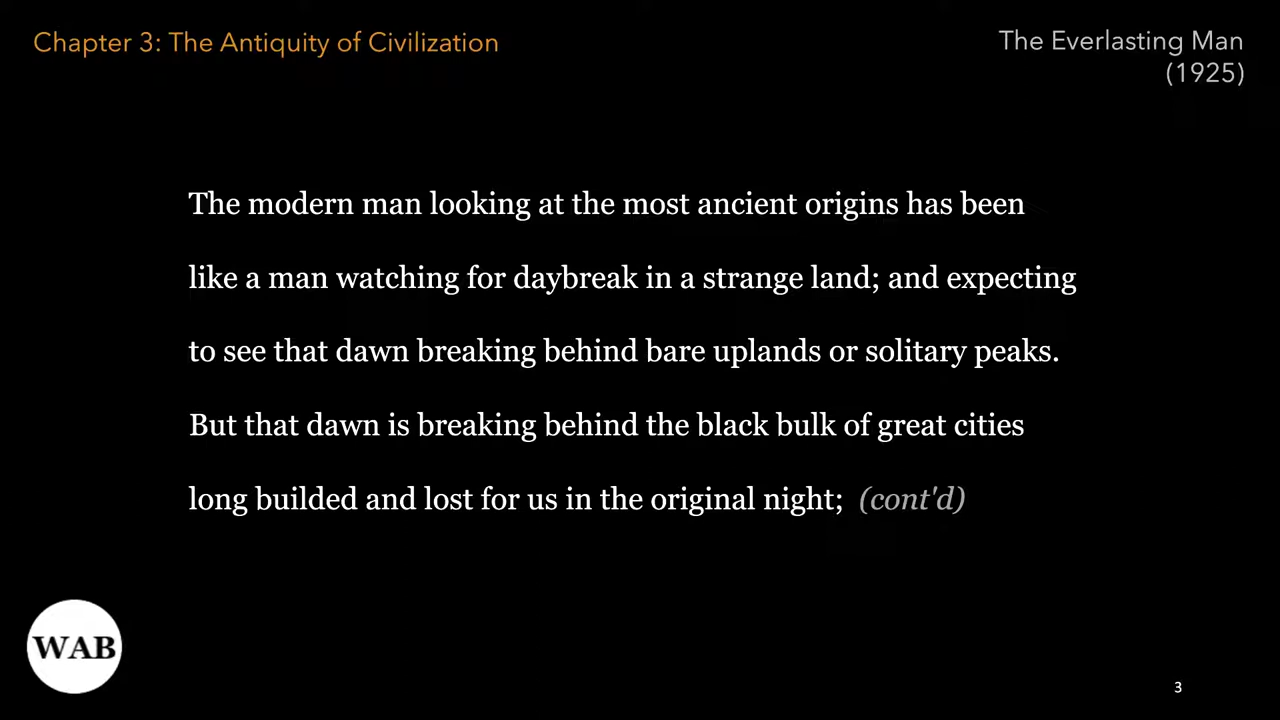 Chapter 3: The Antiquity of Civilization
The Everlasting Man
(1925)
The modern man looking at the most ancient origins has been
like a man watching for daybreak in a strange land; and expecting
to see that dawn breaking behind bare uplands or solitary peaks.
But that dawn is breaking behind the black bulk of great cities
long builded and lost for us in the original night; (cont'd)
WAB
3